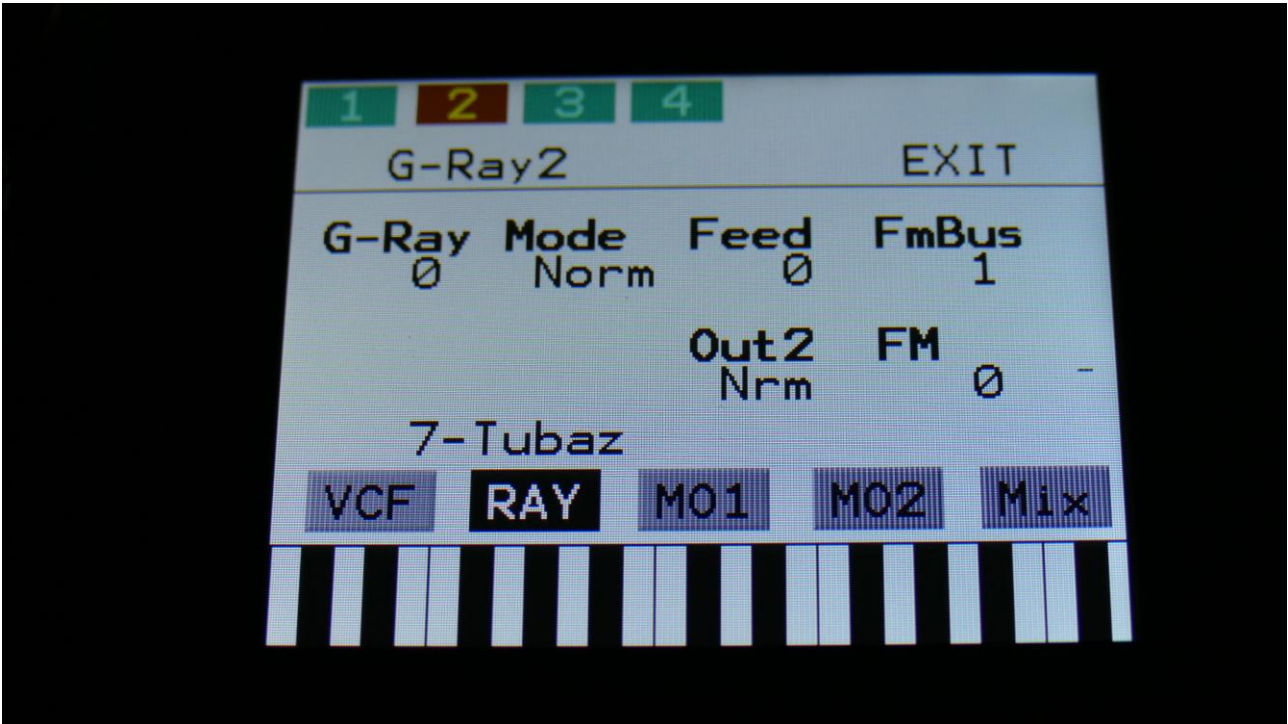 1 2 3 4
G-Ray2 EXIT
G-Ray Mode Feed FmBus
0 Norm 0 1
Out2 FM
Nrm 0 -
7-Tubaz
VCF RAY MO1 MO2 Mix